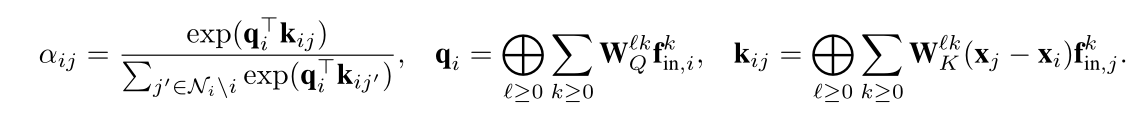 $\alpha_{ij} = \frac{\exp(\mathbf{q}_i^\top \mathbf{k}_{ij})}{\sum_{j' \in \mathcal{N}_i \setminus i} \exp(\mathbf{q}_i^\top \mathbf{k}_{ij'})}, \quad \mathbf{q}_i = \bigoplus_{\ell \geq 0} \sum_{k \geq 0} \mathbf{W}_Q^{\ell k} \mathbf{f}_{\text{in},i}^k, \quad \mathbf{k}_{ij} = \bigoplus_{\ell \geq 0} \sum_{k \geq 0} \mathbf{W}_K^{\ell k} (\mathbf{x}_j - \mathbf{x}_i) \mathbf{f}_{\text{in},j}^k.$